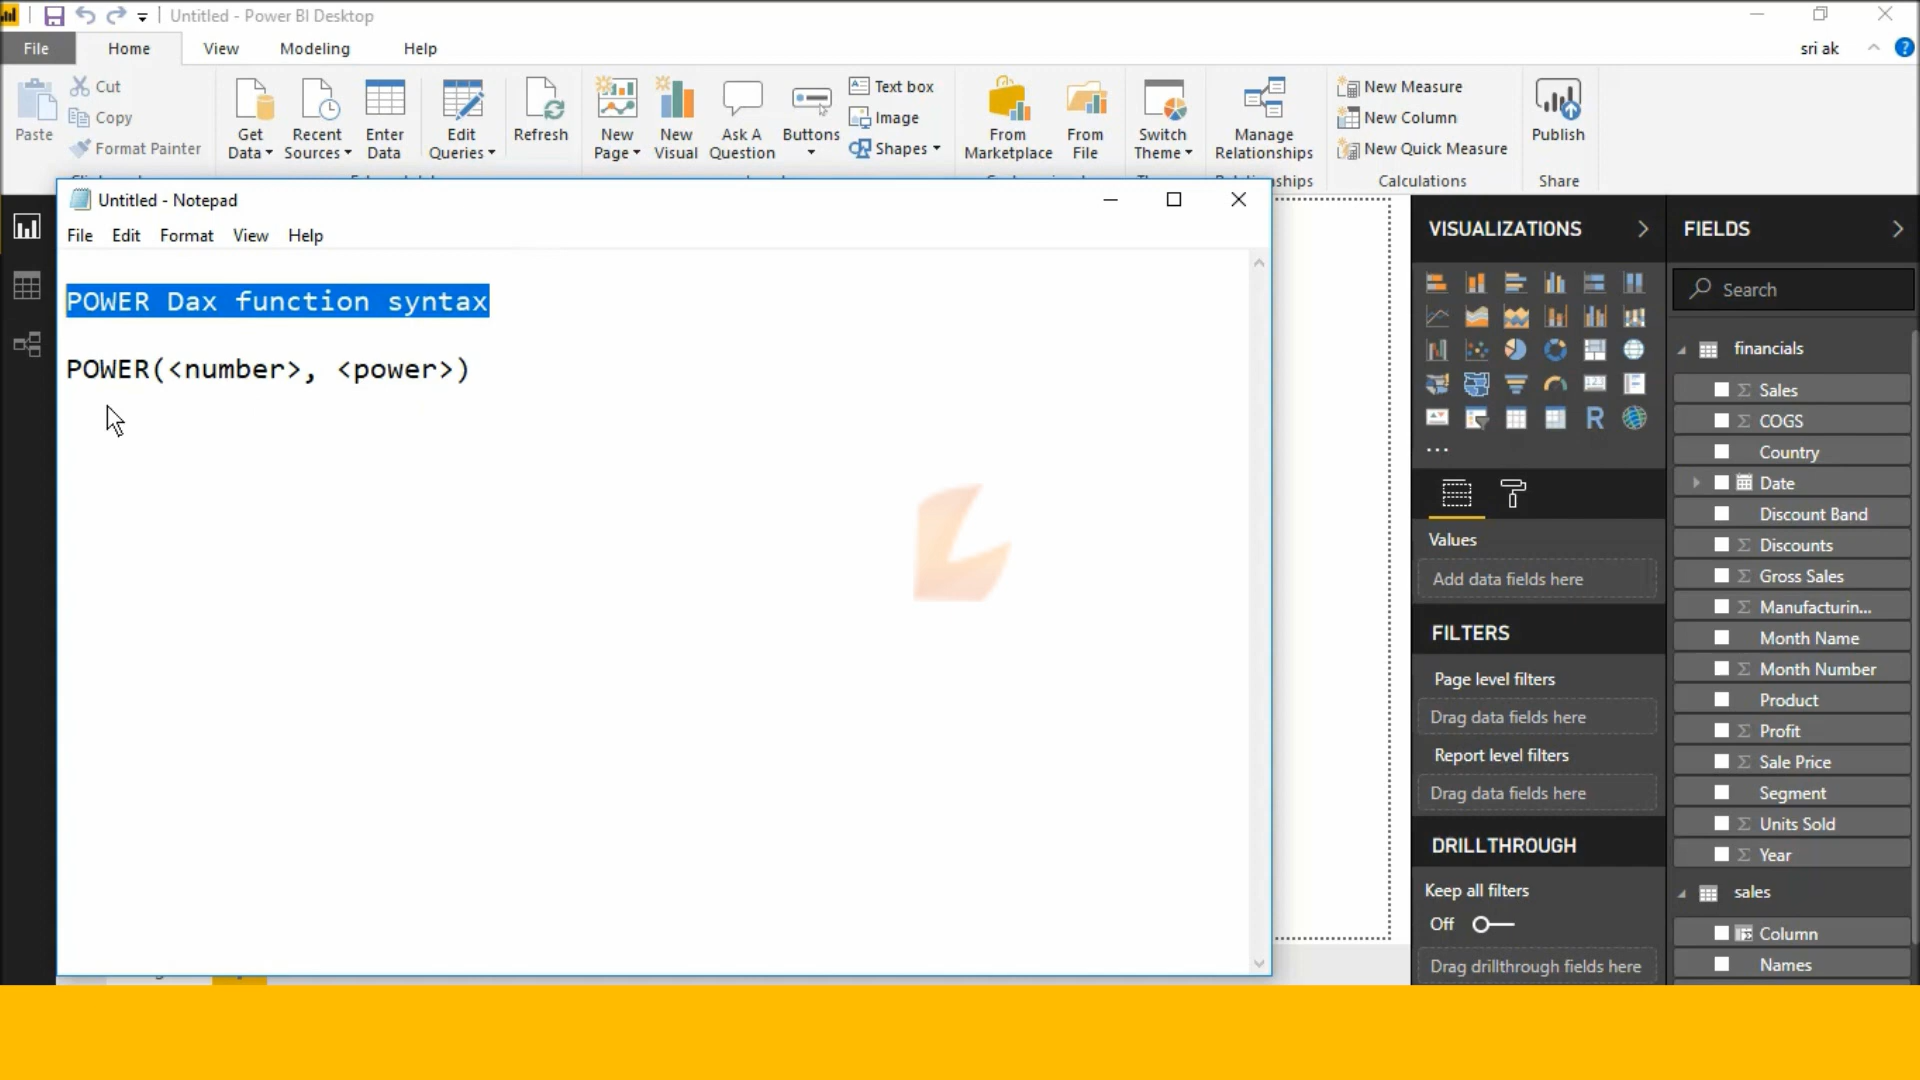 Untitled - Power BI Desktop
File Home View Modeling Help
sri ak
Paste
Cut
Copy
Format Painter
Get Data
Recent Sources
Enter Data
Edit Queries
Refresh
New Page
New Visual
Ask A Question
Buttons
Text box
Image
Shapes
From Marketplace
From File
Switch Theme
Manage Relationships
New Measure
New Column
New Quick Measure
Publish
Calculations
Share
Untitled - Notepad
File Edit Format View Help
POWER Dax function syntax
POWER(<number>, <power>)
VISUALIZATIONS
R
Values
Add data fields here
FILTERS
Page level filters
Drag data fields here
Report level filters
Drag data fields here
DRILLTHROUGH
Keep all filters
Off
Drag drillthrough fields here
FIELDS
Search
financials
Sales
COGS
Country
Date
Discount Band
Discounts
Gross Sales
Manufacturin...
Month Name
Month Number
Product
Profit
Sale Price
Segment
Units Sold
Year
sales
Column
Names